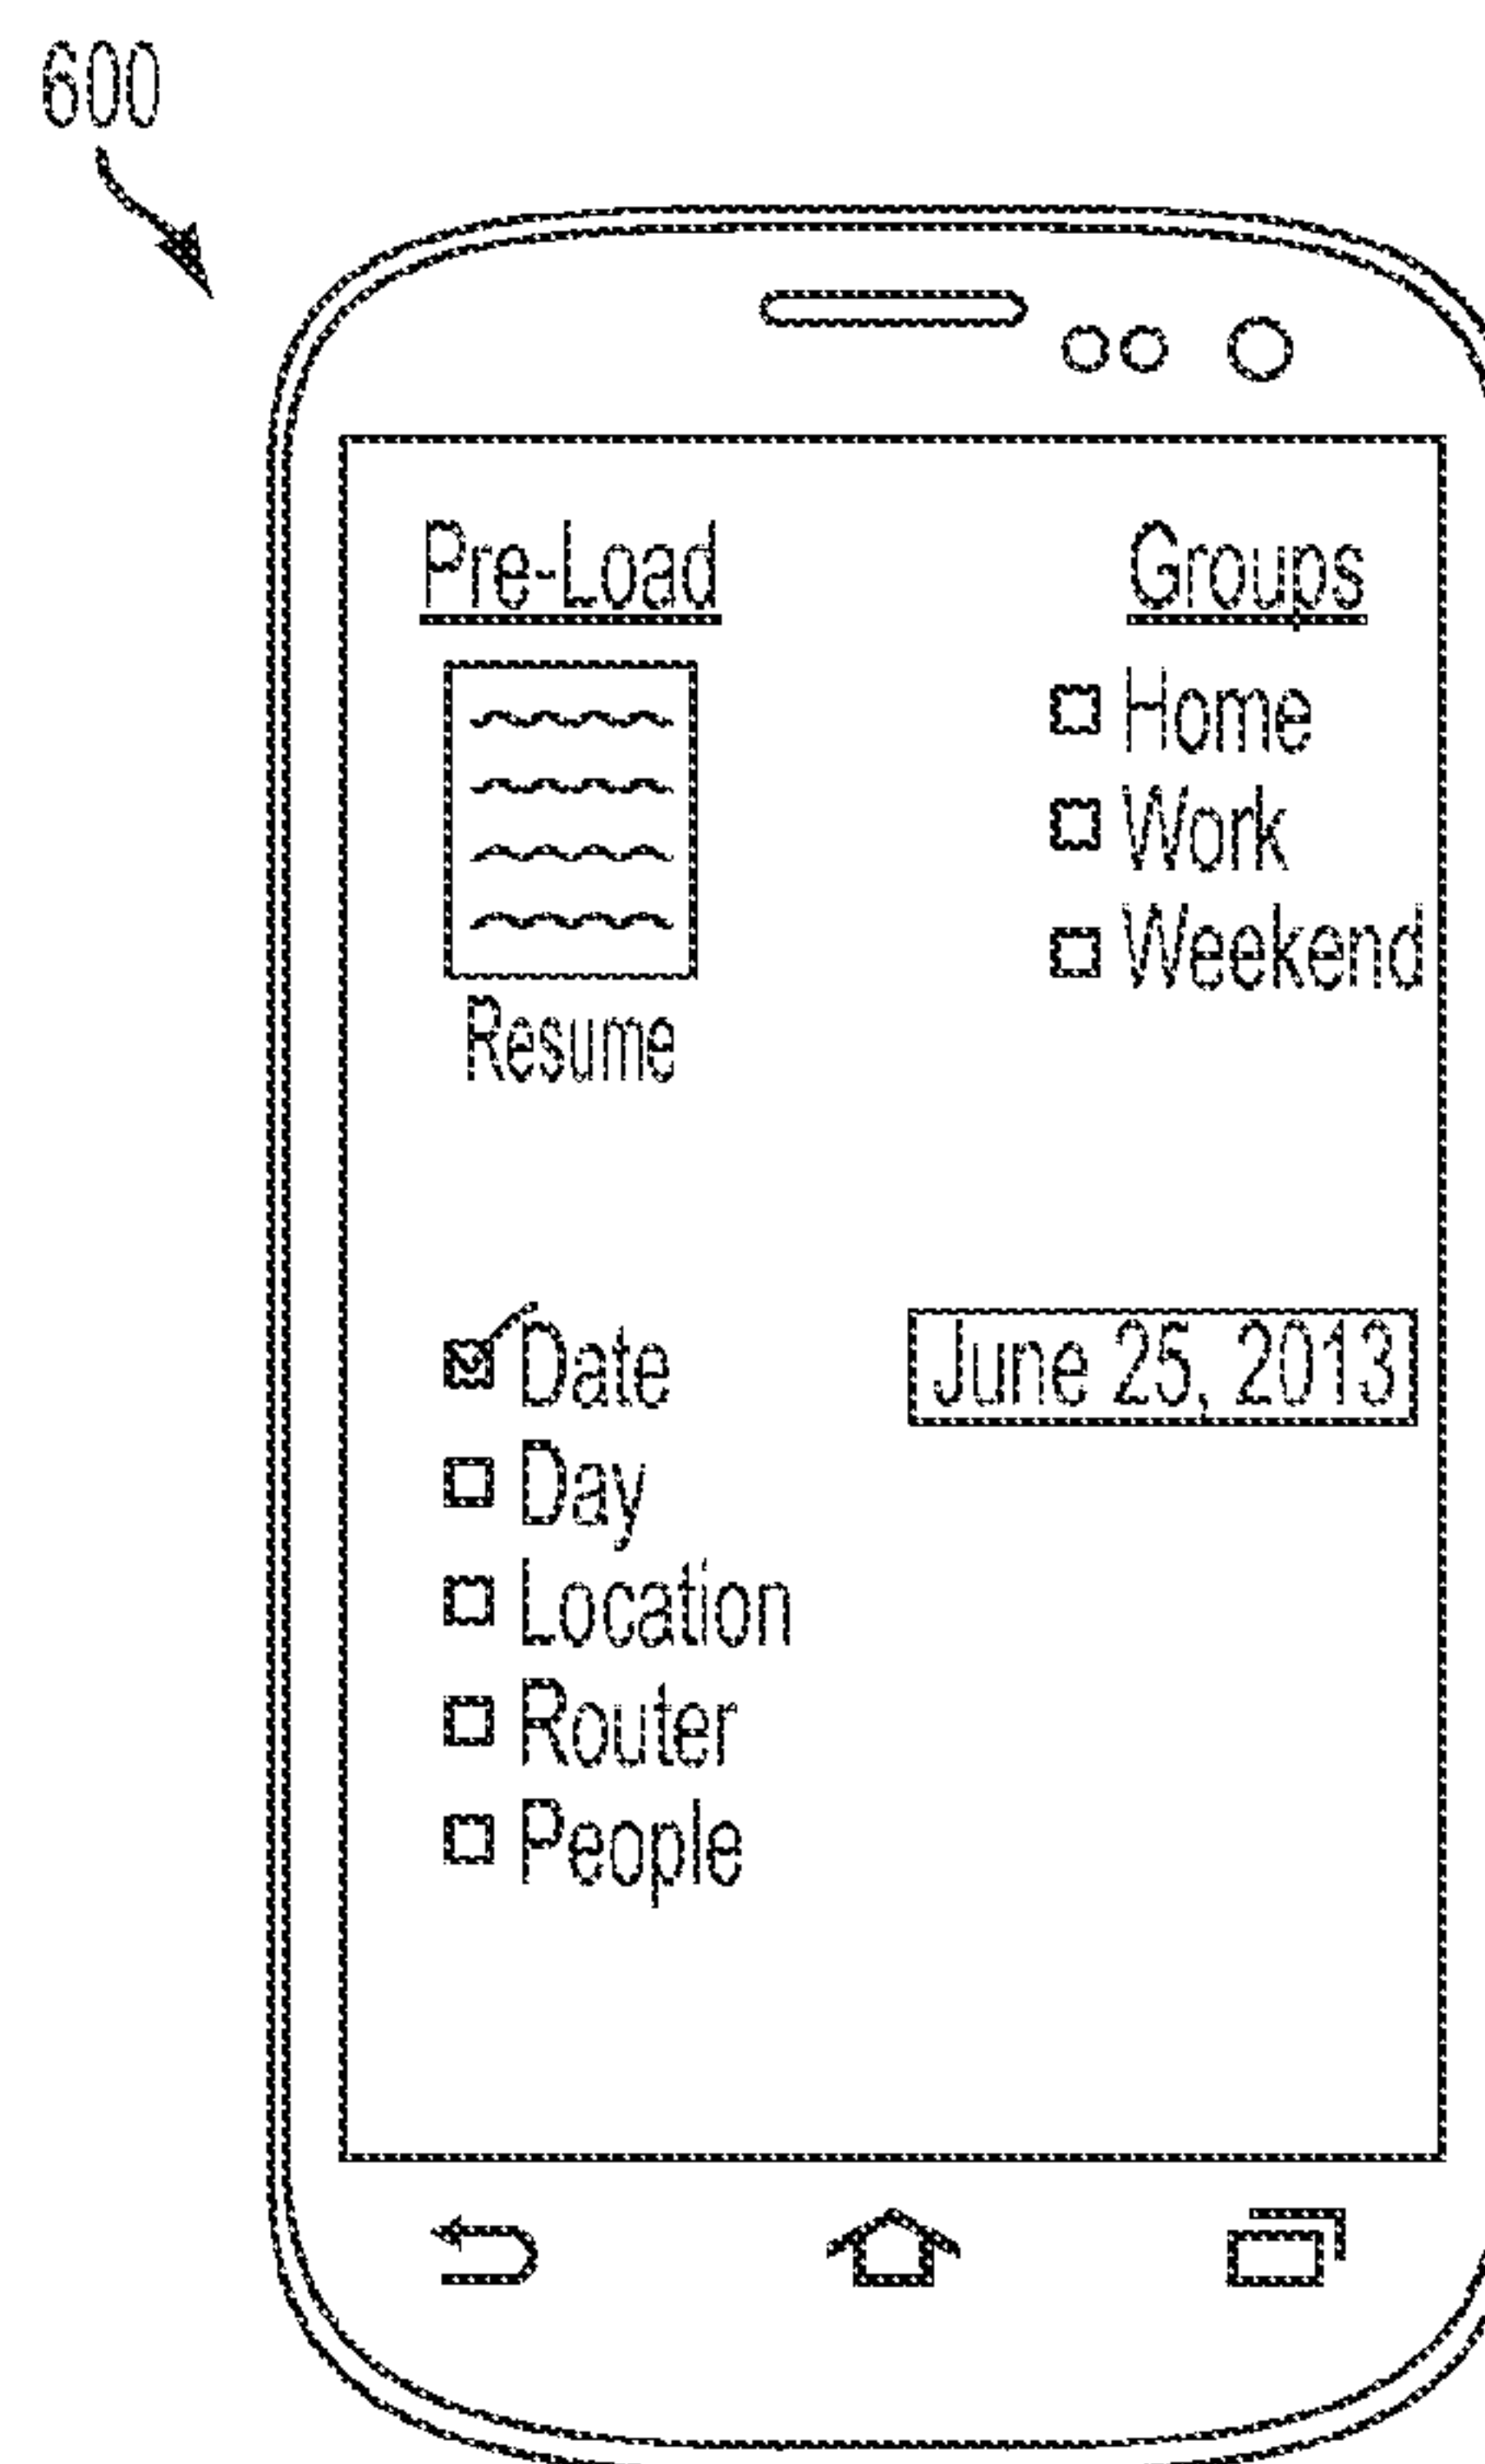 600
Pre-Load
Groups
Home
Work
Weekend
Resume
Date
June 25, 2013
Day
Location
Router
People